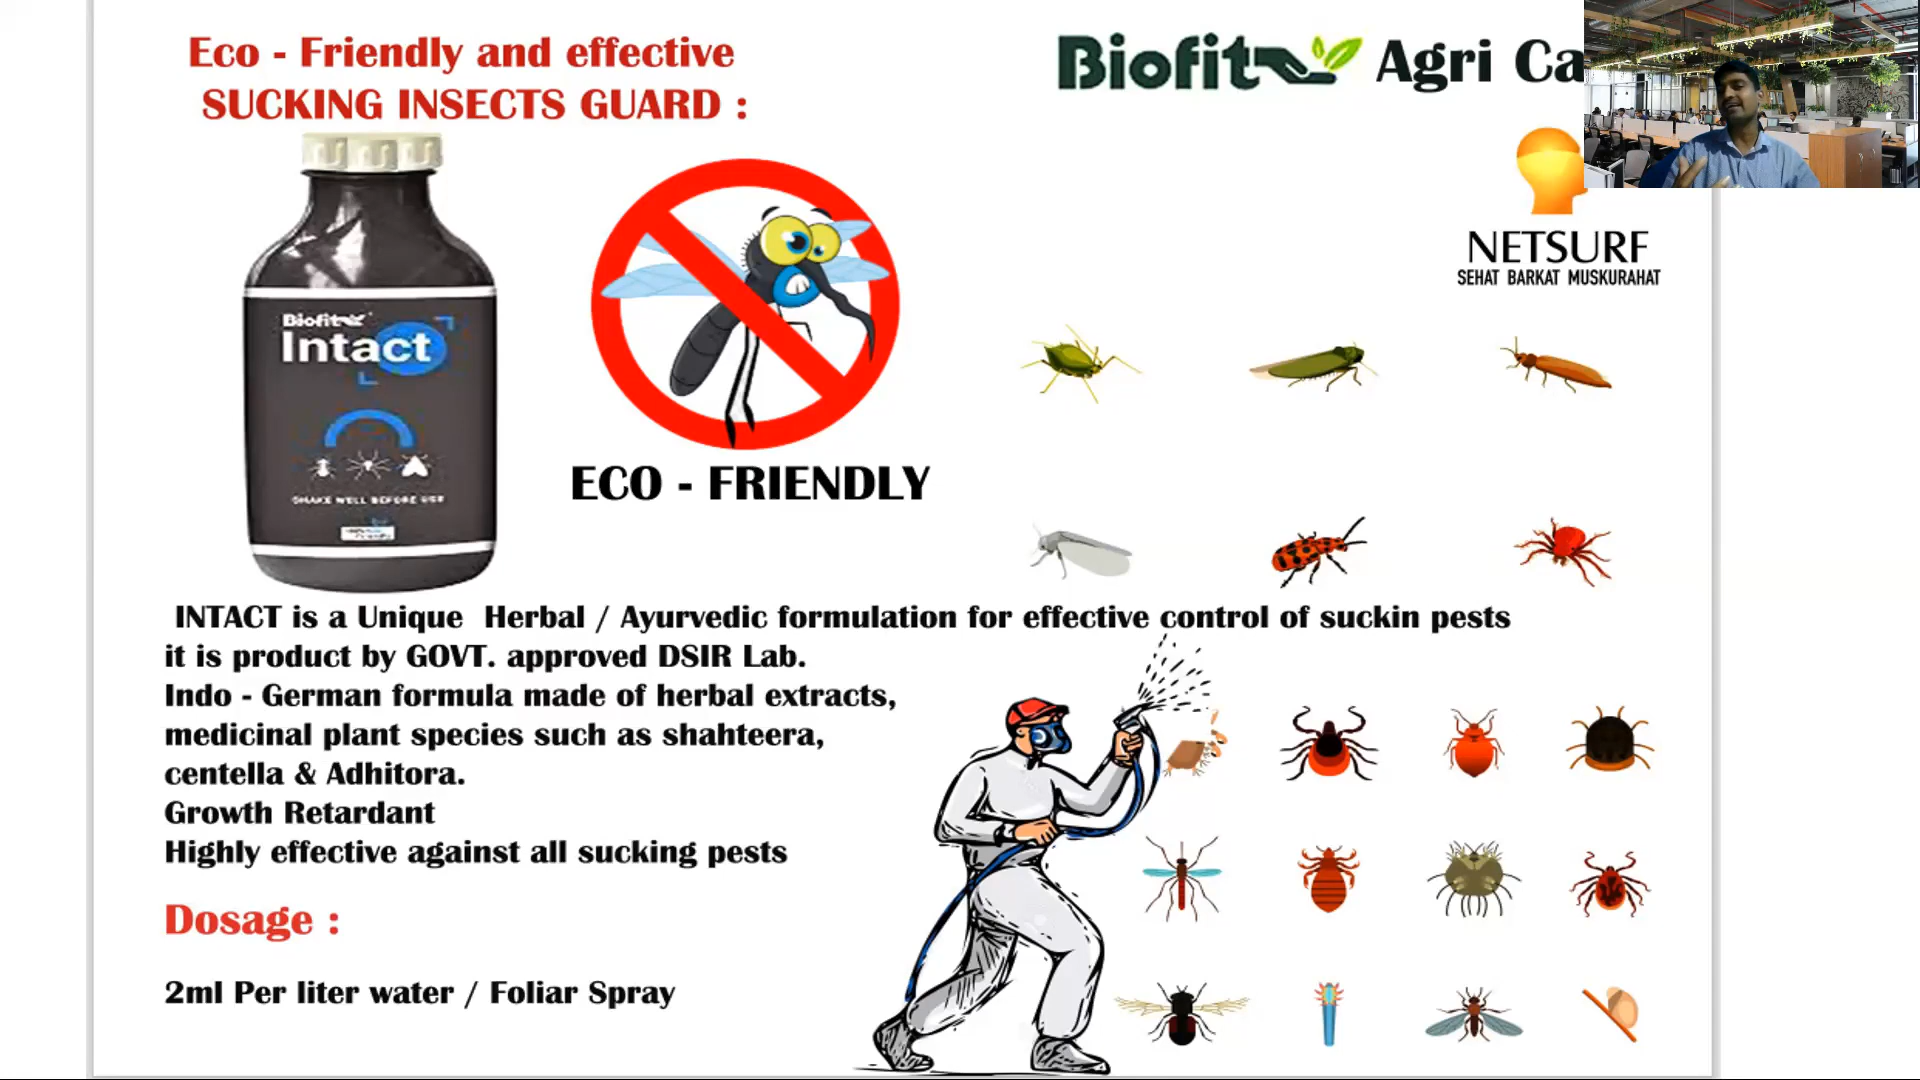 Eco - Friendly and effective
SUCKING INSECTS GUARD :
Biofit Agri Ca
NETSURF
SEHAT BARKAT MUSKURAHAT
Biofit
Intact
SHAKE WELL BEFORE USE
ECO - FRIENDLY
INTACT is a Unique Herbal / Ayurvedic formulation for effective control of suckin pests
it is product by GOVT. approved DSIR Lab.
Indo - German formula made of herbal extracts,
medicinal plant species such as shahteera,
centella & Adhitora.
Growth Retardant
Highly effective against all sucking pests
Dosage :
2ml Per liter water / Foliar Spray